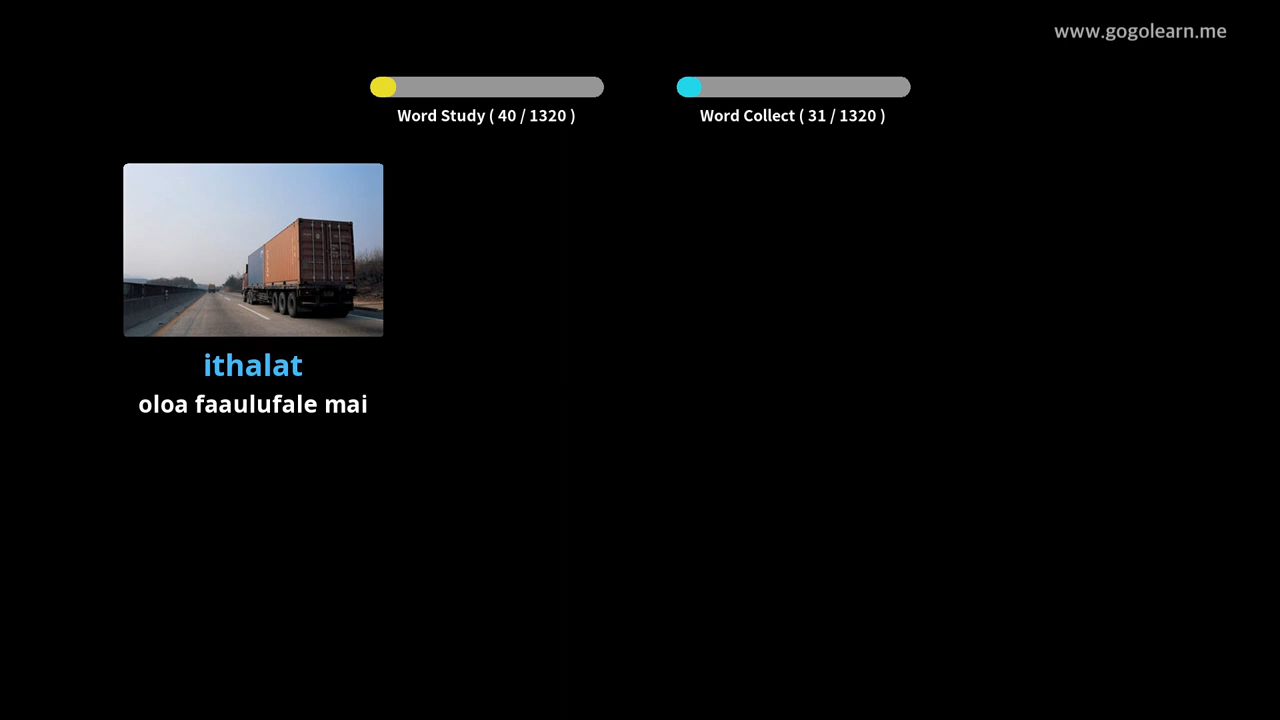 www.gogolearn.me
Word Study ( 40 / 1320 )
Word Collect ( 31 / 1320 )
ithalat
oloa faaulufale mai